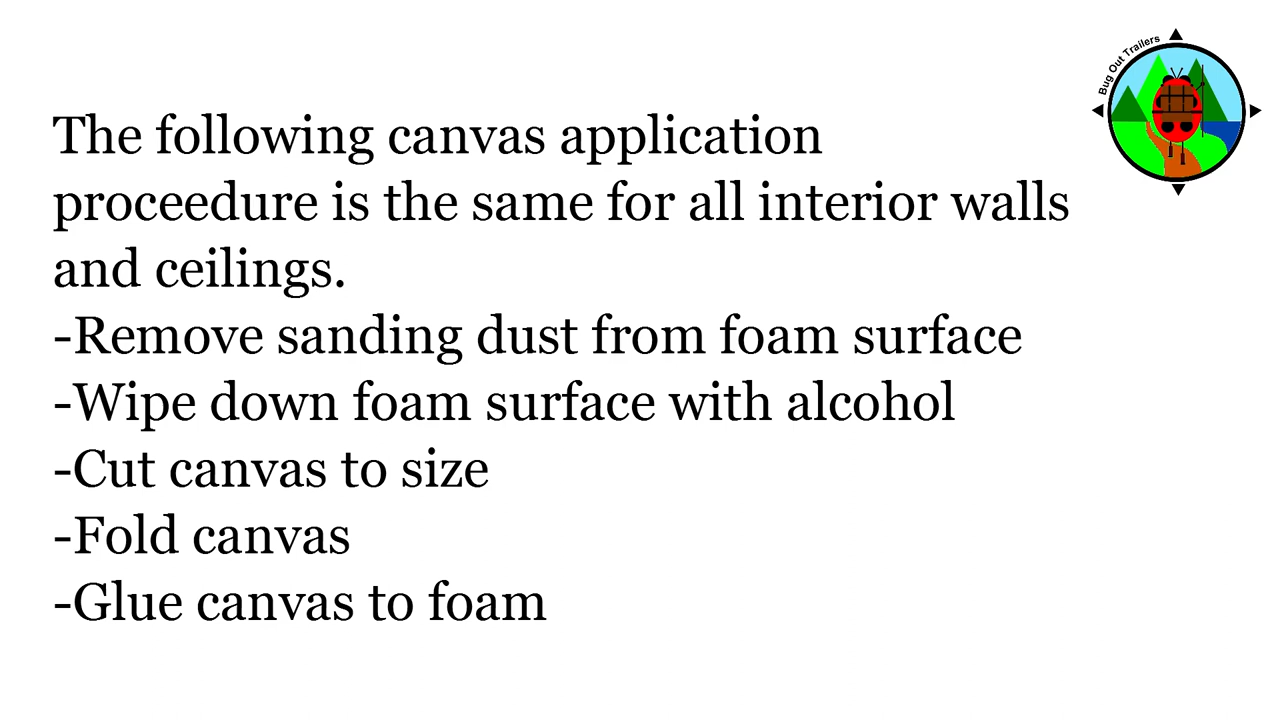 Bug Out Trailers
The following canvas application
proceedure is the same for all interior walls
and ceilings.
-Remove sanding dust from foam surface
-Wipe down foam surface with alcohol
-Cut canvas to size
-Fold canvas
-Glue canvas to foam